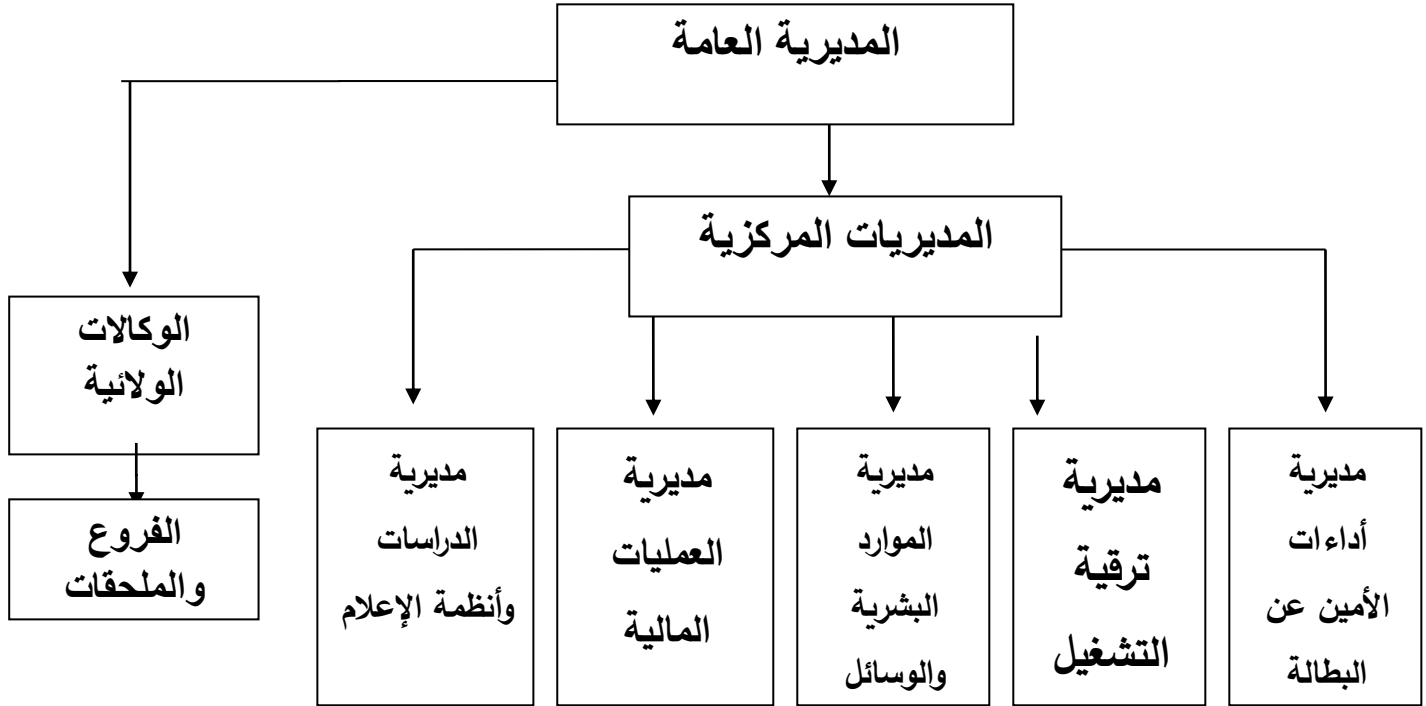 المديرية العامة
المديريات المركزية
الوكالات
الولائية
الفروع
والملحقات
مديرية
أداءات
الأمين عن
البطالة
مديرية
ترقية
التشغيل
مديرية
الموارد
البشرية
والوسائل
مديرية
العمليات
المالية
مديرية
الدراسات
وأنظمة الإعلام